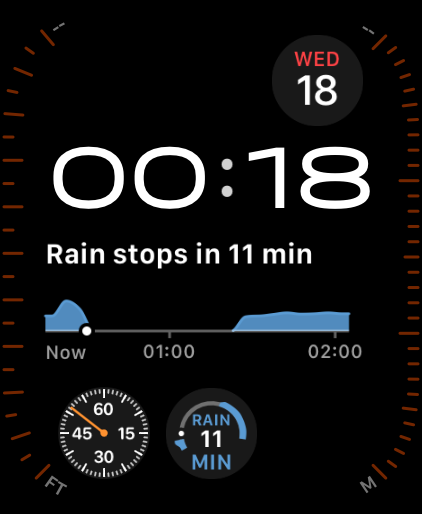 --
--
WED
18
00:18
Rain stops in 11 min
Now 01:00 02:00
60
45 15
30
RAIN
11
MIN
FT
M